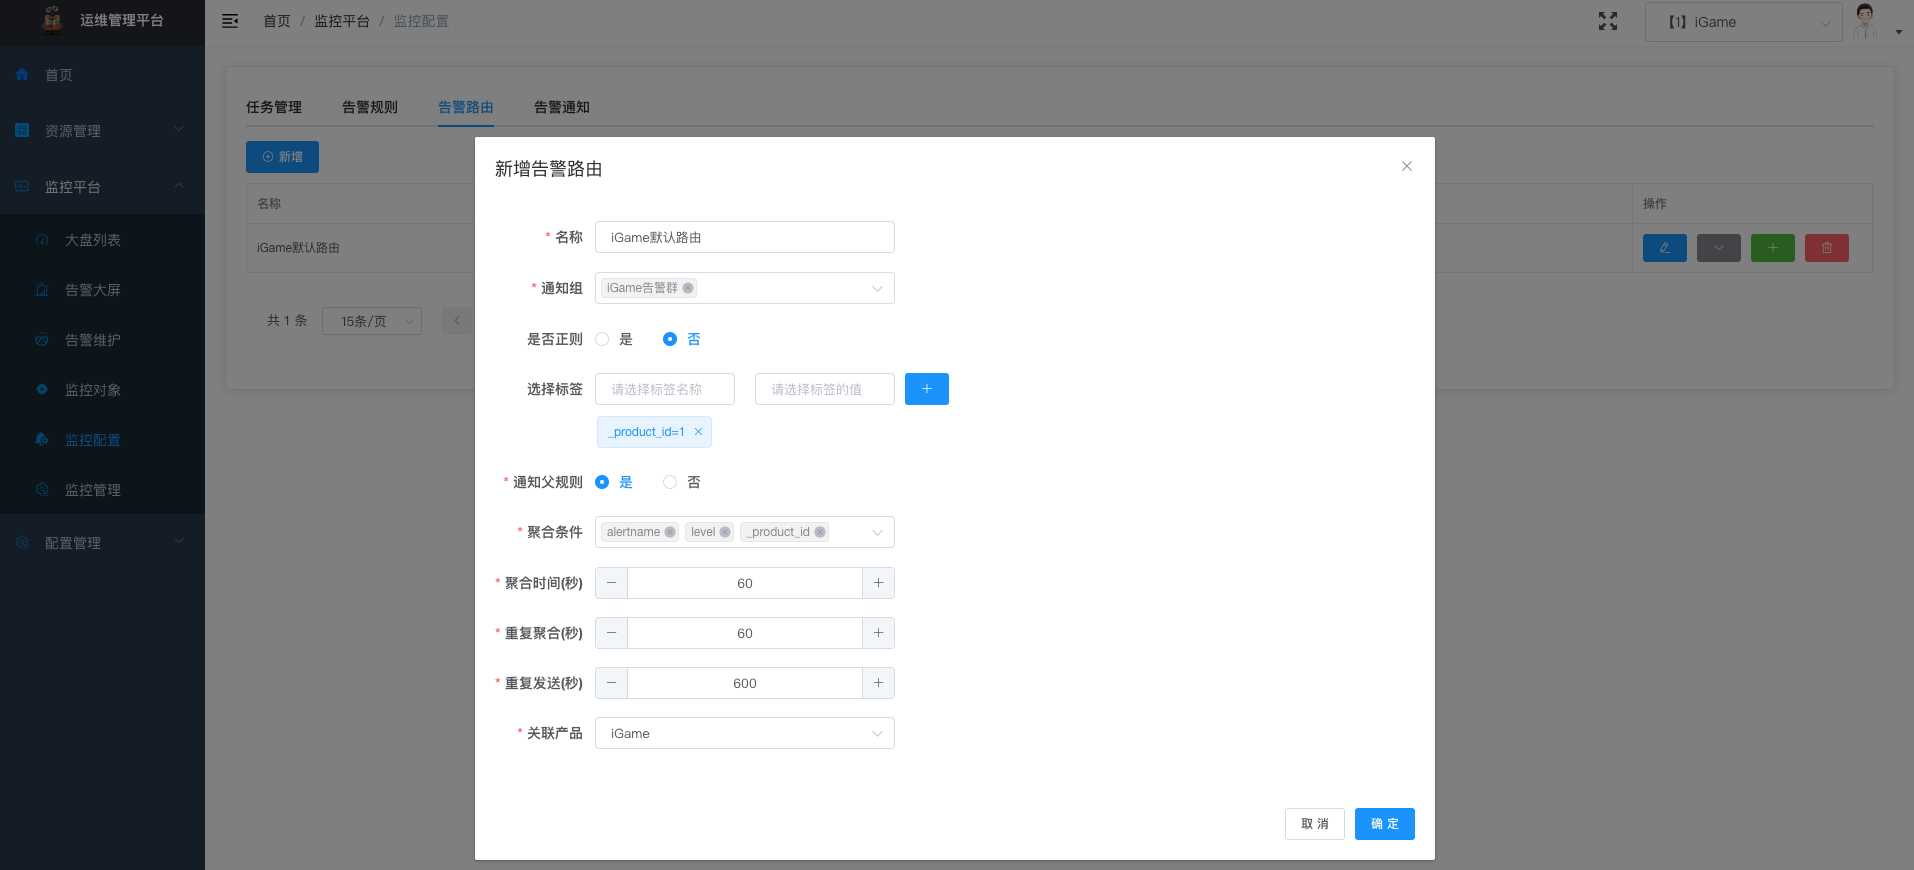 运维管理平台
首页 / 监控平台 / 监控配置
【1】iGame
首页
资源管理
监控平台
大盘列表
告警大屏
告警维护
监控对象
监控配置
监控管理
配置管理
任务管理 告警规则 告警路由 告警通知
新增
名称 操作
iGame默认路由
共 1 条 15条/页
新增告警路由
* 名称 iGame默认路由
* 通知组 iGame告警群
是否正则 是 否
选择标签 请选择标签名称 请选择标签的值
_product_id=1
* 通知父规则 是 否
* 聚合条件 alertname level _product_id
* 聚合时间(秒) 60
* 重复聚合(秒) 60
* 重复发送(秒) 600
* 关联产品 iGame
取 消 确 定